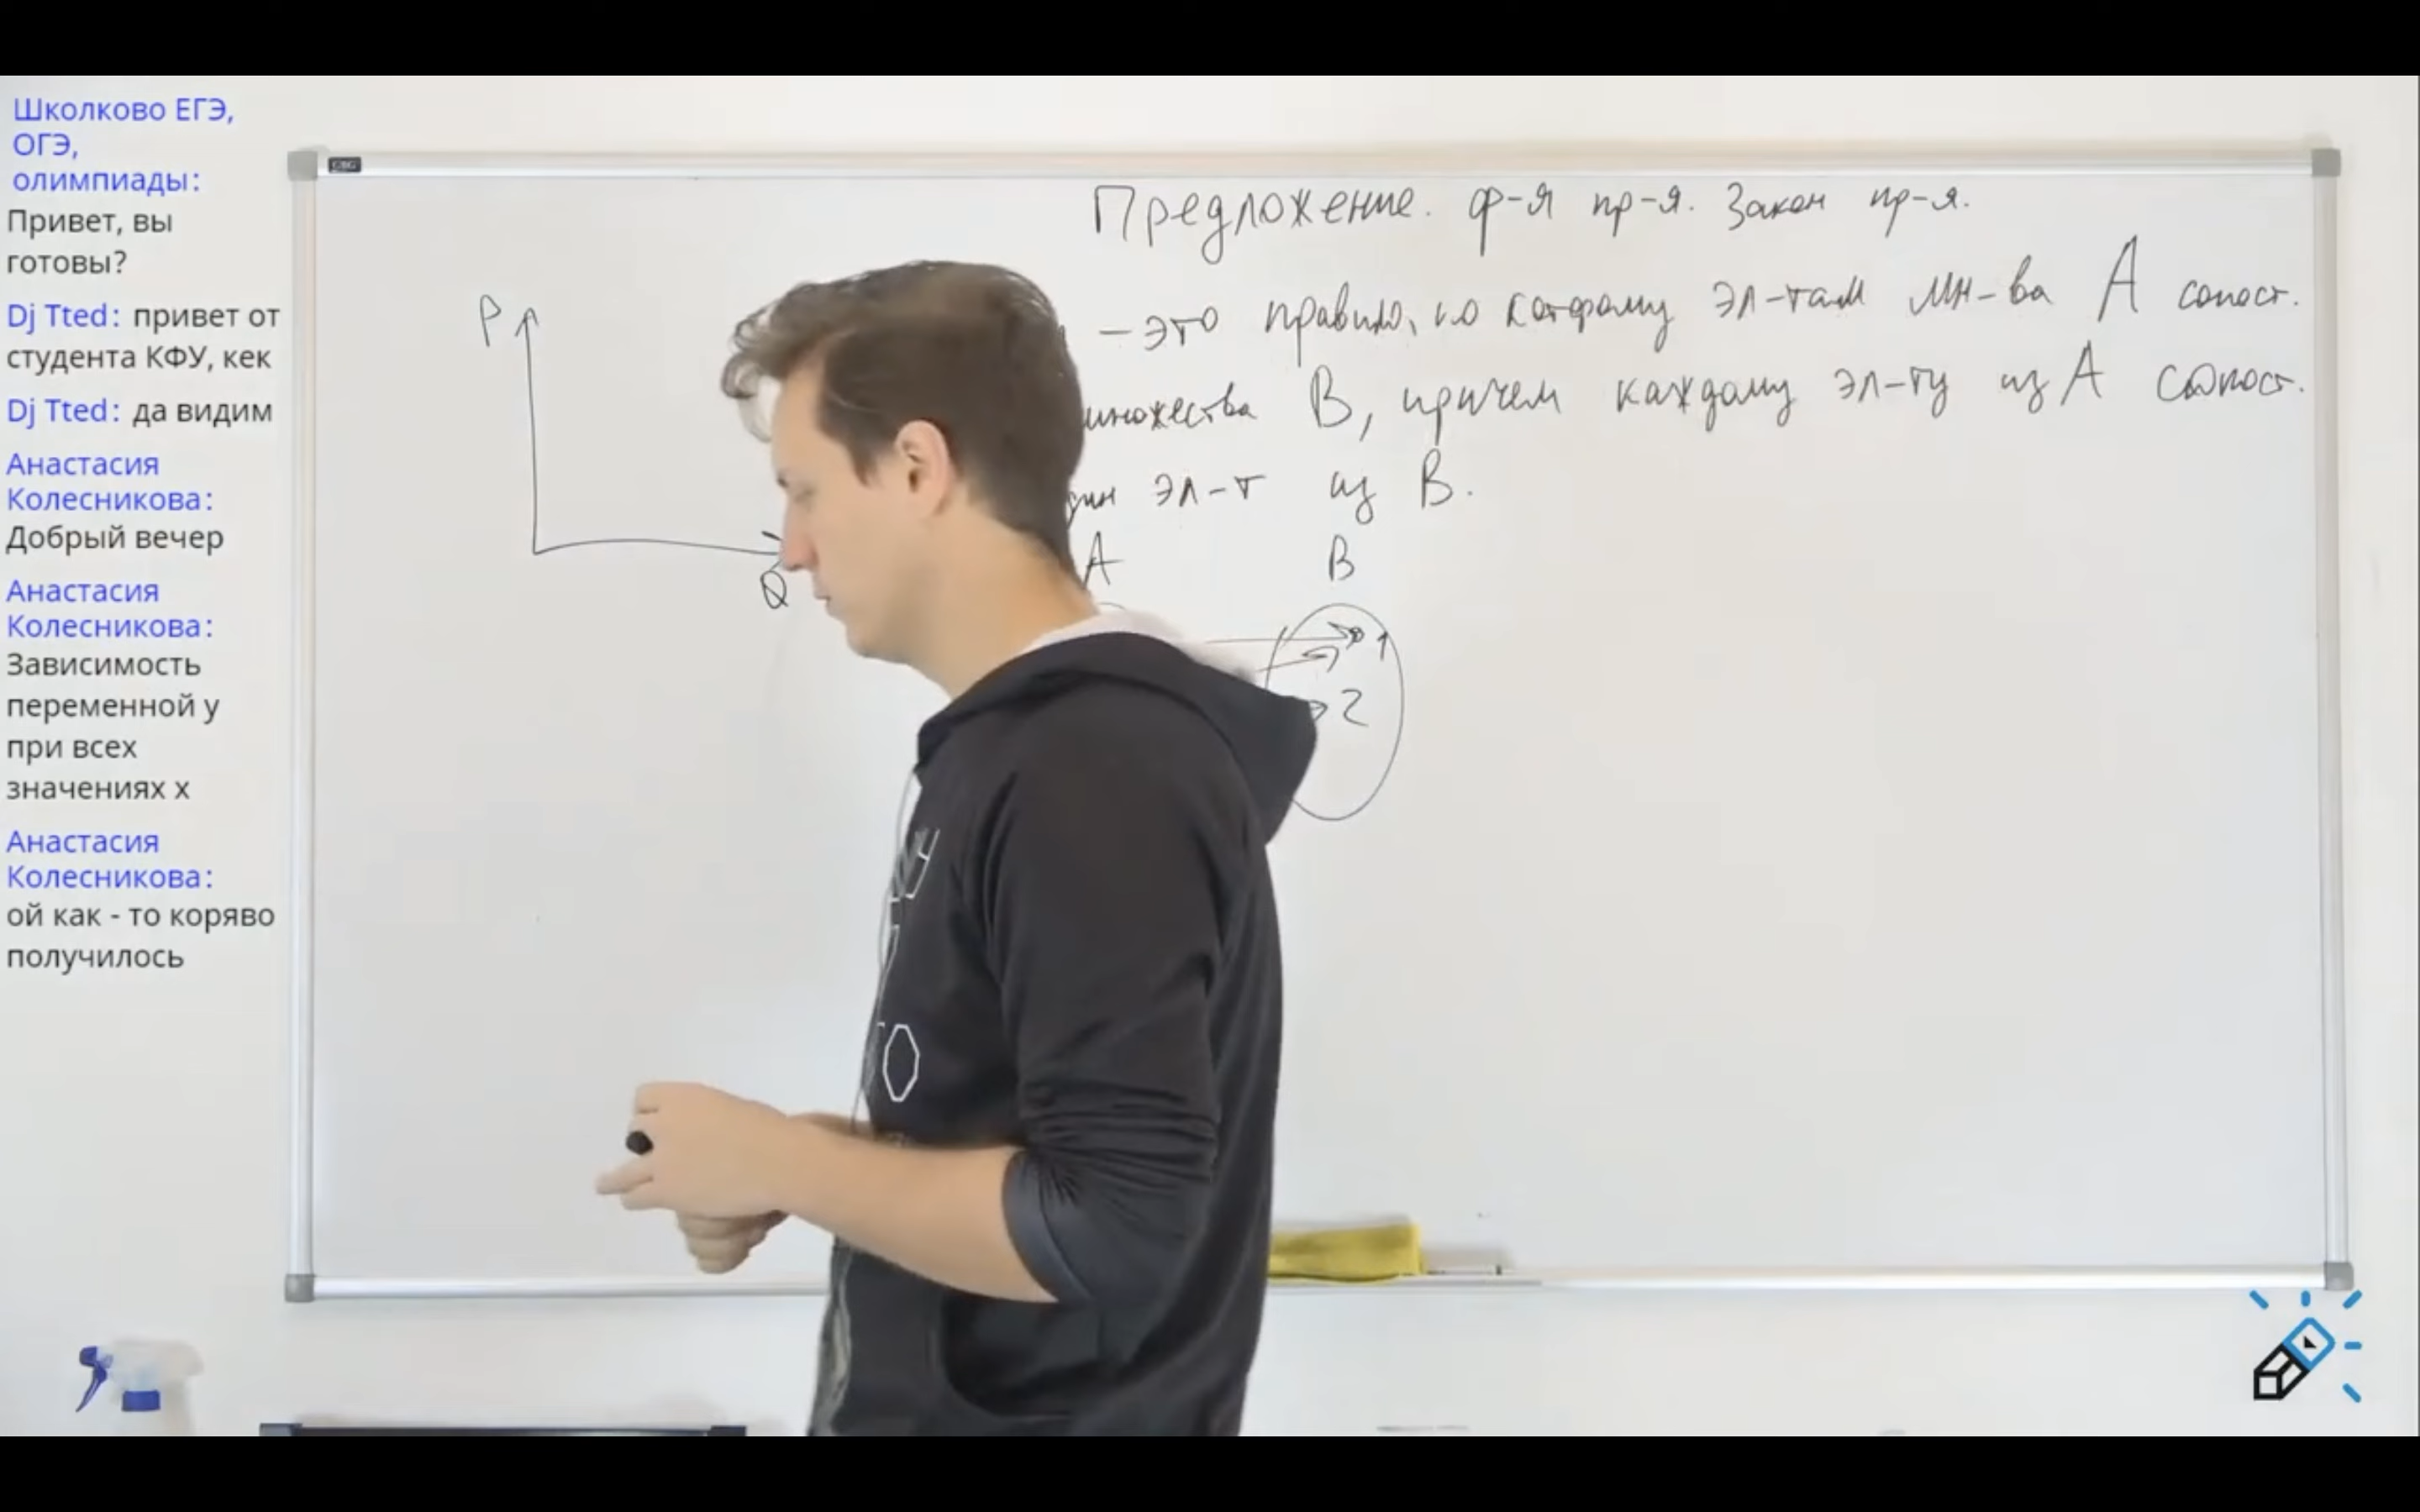 Школково ЕГЭ,
ОГЭ,
олимпиады:
Привет, вы
готовы?
Dj Tted: привет от
студента КФУ, кек
Dj Tted: да видим
Анастасия
Колесникова:
Добрый вечер
Анастасия
Колесникова:
Зависимость
переменной у
при всех
значениях х
Анастасия
Колесникова:
ой как - то коряво
получилось
Предложение. ф-я пр-я. Закон пр-я.
– это правило, по которому эл-там мн-ва А сопост.
множества В, причем каждому эл-ту из А сопост.
эл-т из В.
P
Q
А В
1
2